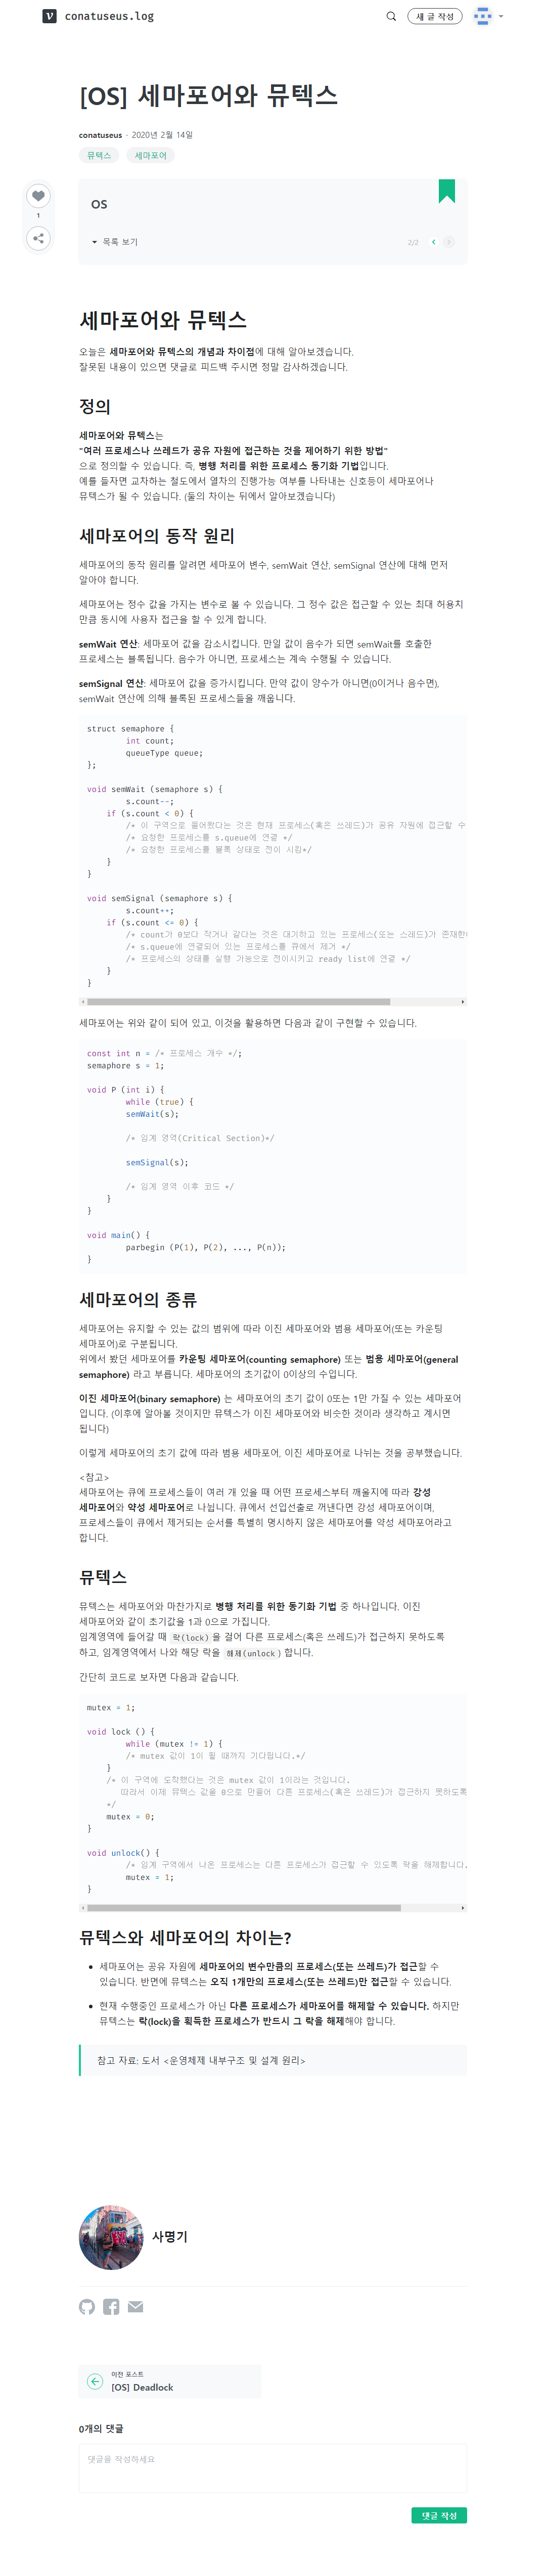 conatuseus.log
새 글 작성
[OS] 세마포어와 뮤텍스
conatuseus · 2020년 2월 14일
뮤텍스 세마포어
1
OS
목록 보기
2/2
세마포어와 뮤텍스
오늘은 세마포어와 뮤텍스의 개념과 차이점에 대해 알아보겠습니다.
잘못된 내용이 있으면 댓글로 피드백 주시면 정말 감사하겠습니다.
정의
세마포어와 뮤텍스는
"여러 프로세스나 쓰레드가 공유 자원에 접근하는 것을 제어하기 위한 방법"
으로 정의할 수 있습니다. 즉, 병행 처리를 위한 프로세스 동기화 기법입니다.
예를 들자면 교차하는 철도에서 열차의 진행가능 여부를 나타내는 신호등이 세마포어나
뮤텍스가 될 수 있습니다. (둘의 차이는 뒤에서 알아보겠습니다)
세마포어의 동작 원리
세마포어의 동작 원리를 알려면 세마포어 변수, semWait 연산, semSignal 연산에 대해 먼저
알아야 합니다.
세마포어는 정수 값을 가지는 변수로 볼 수 있습니다. 그 정수 값은 접근할 수 있는 최대 허용치
만큼 동시에 사용자 접근을 할 수 있게 합니다.
semWait 연산: 세마포어 값을 감소시킵니다. 만일 값이 음수가 되면 semWait를 호출한
프로세스는 블록됩니다. 음수가 아니면, 프로세스는 계속 수행될 수 있습니다.
semSignal 연산: 세마포어 값을 증가시킵니다. 만약 값이 양수가 아니면(0이거나 음수면),
semWait 연산에 의해 블록된 프로세스들을 깨웁니다.
struct semaphore {
int count;
queueType queue;
};
void semWait (semaphore s) {
s.count--;
if (s.count < 0) {
/* 이 구역으로 들어왔다는 것은 현재 프로세스(혹은 쓰레드)가 공유 자원에 접근할 수
/* 요청한 프로세스를 s.queue에 연결 */
/* 요청한 프로세스를 블록 상태로 전이 시킴*/
}
}
void semSignal (semaphore s) {
s.count++;
if (s.count <= 0) {
/* count가 0보다 작거나 같다는 것은 대기하고 있는 프로세스(또는 스레드)가 존재한
/* s.queue에 연결되어 있는 프로세스를 큐에서 제거 */
/* 프로세스의 상태를 실행 가능으로 전이시키고 ready list에 연결 */
}
}
세마포어는 위와 같이 되어 있고, 이것을 활용하면 다음과 같이 구현할 수 있습니다.
const int n = /* 프로세스 개수 */;
semaphore s = 1;
void P (int i) {
while (true) {
semWait(s);
/* 임계 영역(Critical Section)*/
semSignal(s);
/* 임계 영역 이후 코드 */
}
}
void main() {
parbegin (P(1), P(2), ..., P(n));
}
세마포어의 종류
세마포어는 유지할 수 있는 값의 범위에 따라 이진 세마포어와 범용 세마포어(또는 카운팅
세마포어)로 구분됩니다.
위에서 봤던 세마포어를 카운팅 세마포어(counting semaphore) 또는 범용 세마포어(general
semaphore) 라고 부릅니다. 세마포어의 초기값이 0이상의 수입니다.
이진 세마포어(binary semaphore) 는 세마포어의 초기 값이 0또는 1만 가질 수 있는 세마포어
입니다. (이후에 알아볼 것이지만 뮤텍스가 이진 세마포어와 비슷한 것이라 생각하고 계시면
됩니다)
이렇게 세마포어의 초기 값에 따라 범용 세마포어, 이진 세마포어로 나뉘는 것을 공부했습니다.
<참고>
세마포어는 큐에 프로세스들이 여러 개 있을 때 어떤 프로세스부터 깨울지에 따라 강성
세마포어와 약성 세마포어로 나뉩니다. 큐에서 선입선출로 꺼낸다면 강성 세마포어이며,
프로세스들이 큐에서 제거되는 순서를 특별히 명시하지 않은 세마포어를 약성 세마포어라고
합니다.
뮤텍스
뮤텍스는 세마포어와 마찬가지로 병행 처리를 위한 동기화 기법 중 하나입니다. 이진
세마포어와 같이 초기값을 1과 0으로 가집니다.
임계영역에 들어갈 때 락(lock) 을 걸어 다른 프로세스(혹은 쓰레드)가 접근하지 못하도록
하고, 임계영역에서 나와 해당 락을 해제(unlock) 합니다.
간단히 코드로 보자면 다음과 같습니다.
mutex = 1;
void lock () {
while (mutex != 1) {
/* mutex 값이 1이 될 때까지 기다립니다.*/
}
/* 이 구역에 도착했다는 것은 mutex 값이 1이라는 것입니다.
따라서 이제 뮤텍스 값을 0으로 만들어 다른 프로세스(혹은 쓰레드)가 접근하지 못하도록
*/
mutex = 0;
}
void unlock() {
/* 임계 구역에서 나온 프로세스는 다른 프로세스가 접근할 수 있도록 락을 해제합니다.
mutex = 1;
}
뮤텍스와 세마포어의 차이는?
세마포어는 공유 자원에 세마포어의 변수만큼의 프로세스(또는 쓰레드)가 접근할 수
있습니다. 반면에 뮤텍스는 오직 1개만의 프로세스(또는 쓰레드)만 접근할 수 있습니다.
현재 수행중인 프로세스가 아닌 다른 프로세스가 세마포어를 해제할 수 있습니다. 하지만
뮤텍스는 락(lock)을 획득한 프로세스가 반드시 그 락을 해제해야 합니다.
참고 자료: 도서 <운영체제 내부구조 및 설계 원리>
사명기
이전 포스트
[OS] Deadlock
0개의 댓글
댓글을 작성하세요
댓글 작성